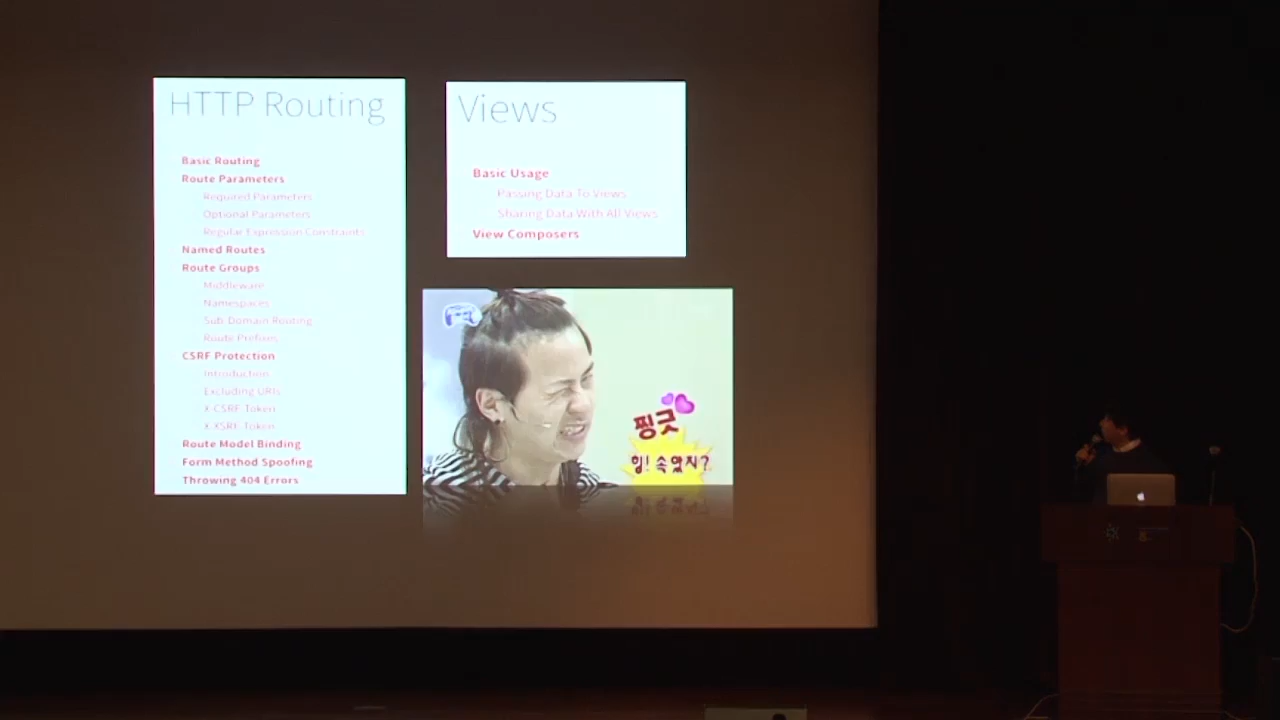 HTTP Routing
Basic Routing
Route Parameters
Required Parameters
Optional Parameters
Regular Expression Constraints
Named Routes
Route Groups
Middleware
Namespaces
Sub-Domain Routing
Route Prefixes
CSRF Protection
Introduction
Excluding URIs
X-CSRF-Token
X-XSRF-Token
Route Model Binding
Form Method Spoofing
Throwing 404 Errors
Views
Basic Usage
Passing Data To Views
Sharing Data With All Views
View Composers
찡긋
힝! 속았지?